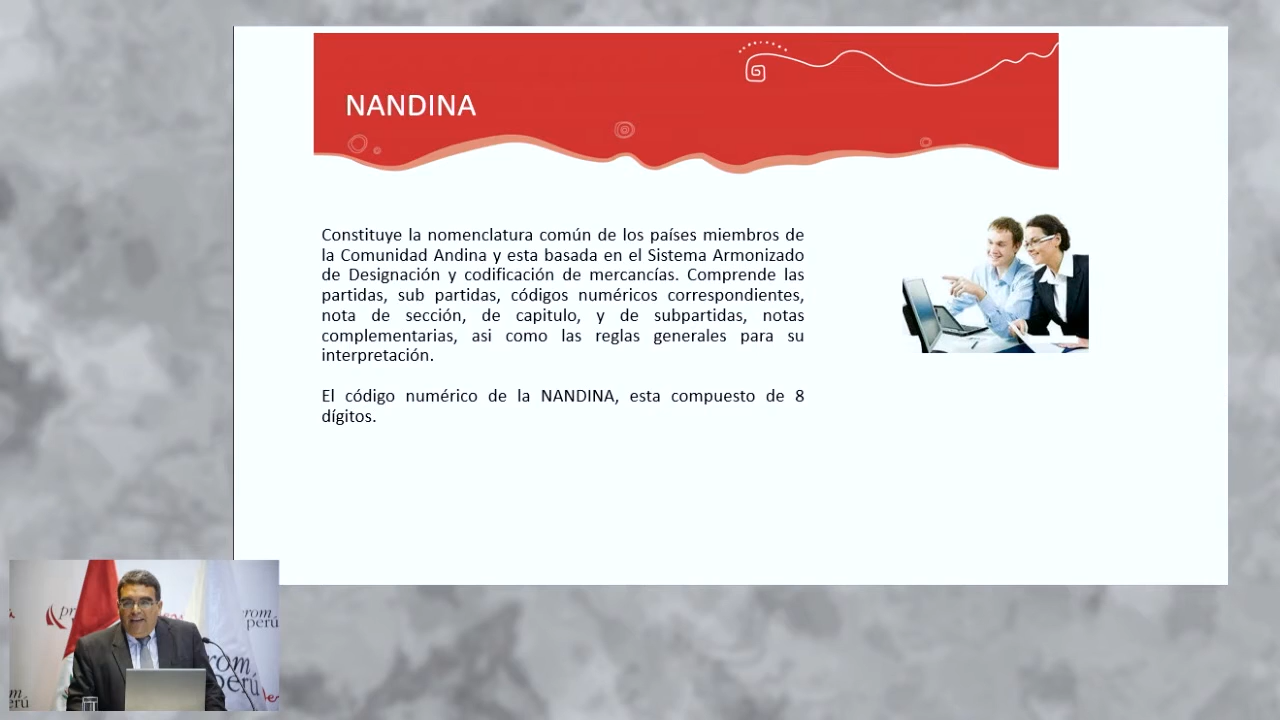 NANDINA
Constituye la nomenclatura común de los países miembros de
la Comunidad Andina y esta basada en el Sistema Armonizado
de Designación y codificación de mercancías. Comprende las
partidas, sub partidas, códigos numéricos correspondientes,
nota de sección, de capitulo, y de subpartidas, notas
complementarias, asi como las reglas generales para su
interpretación.
El código numérico de la NANDINA, esta compuesto de 8
dígitos.
perú
perú